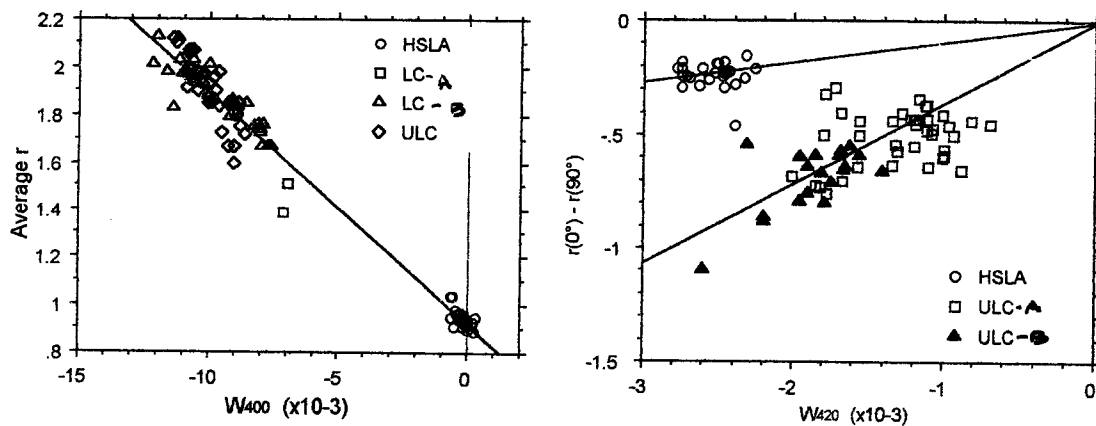 2.2
2
1.8
1.6
1.4
1.2
1
.8
Average r
-15
-10
-5
0
W400 (x10-3)
HSLA
LC-A
LC-B
ULC
0
-.5
-1
-1.5
r(0°) - r(90°)
-3
-2
-1
0
W420 (x10-3)
HSLA
ULC-A
ULC-B